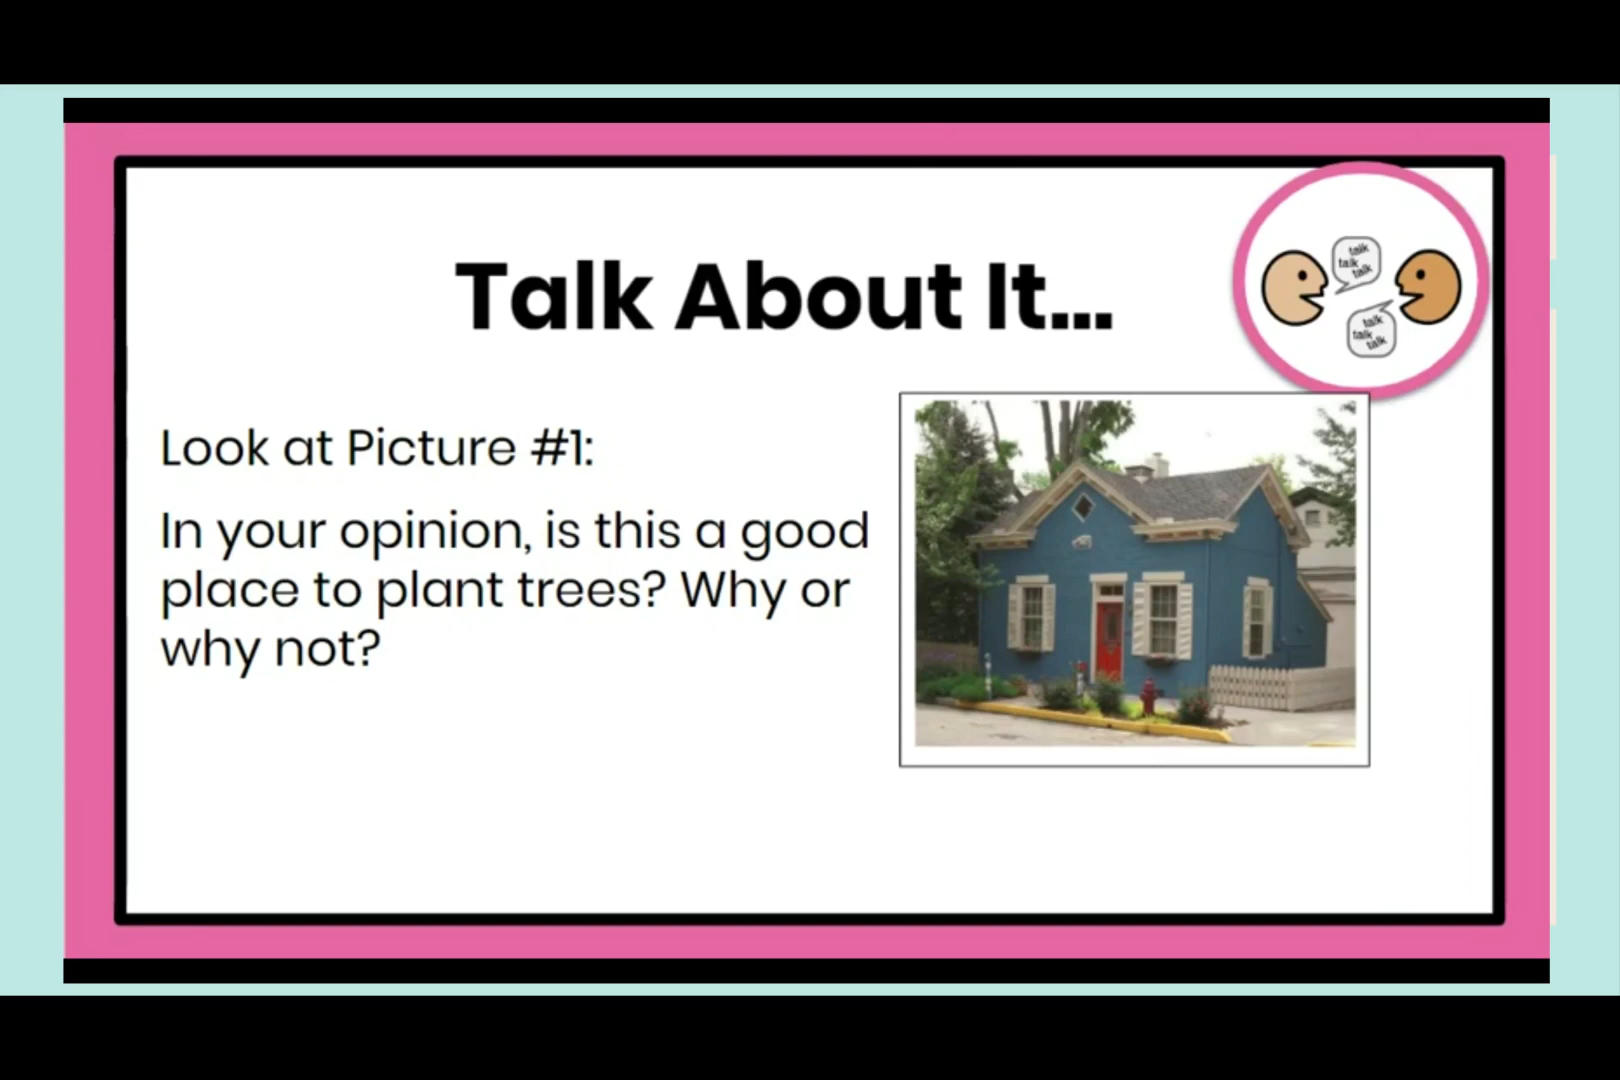 Talk About It...
talk
talk
talk
talk
talk
talk
Look at Picture #1:
In your opinion, is this a good
place to plant trees? Why or
why not?